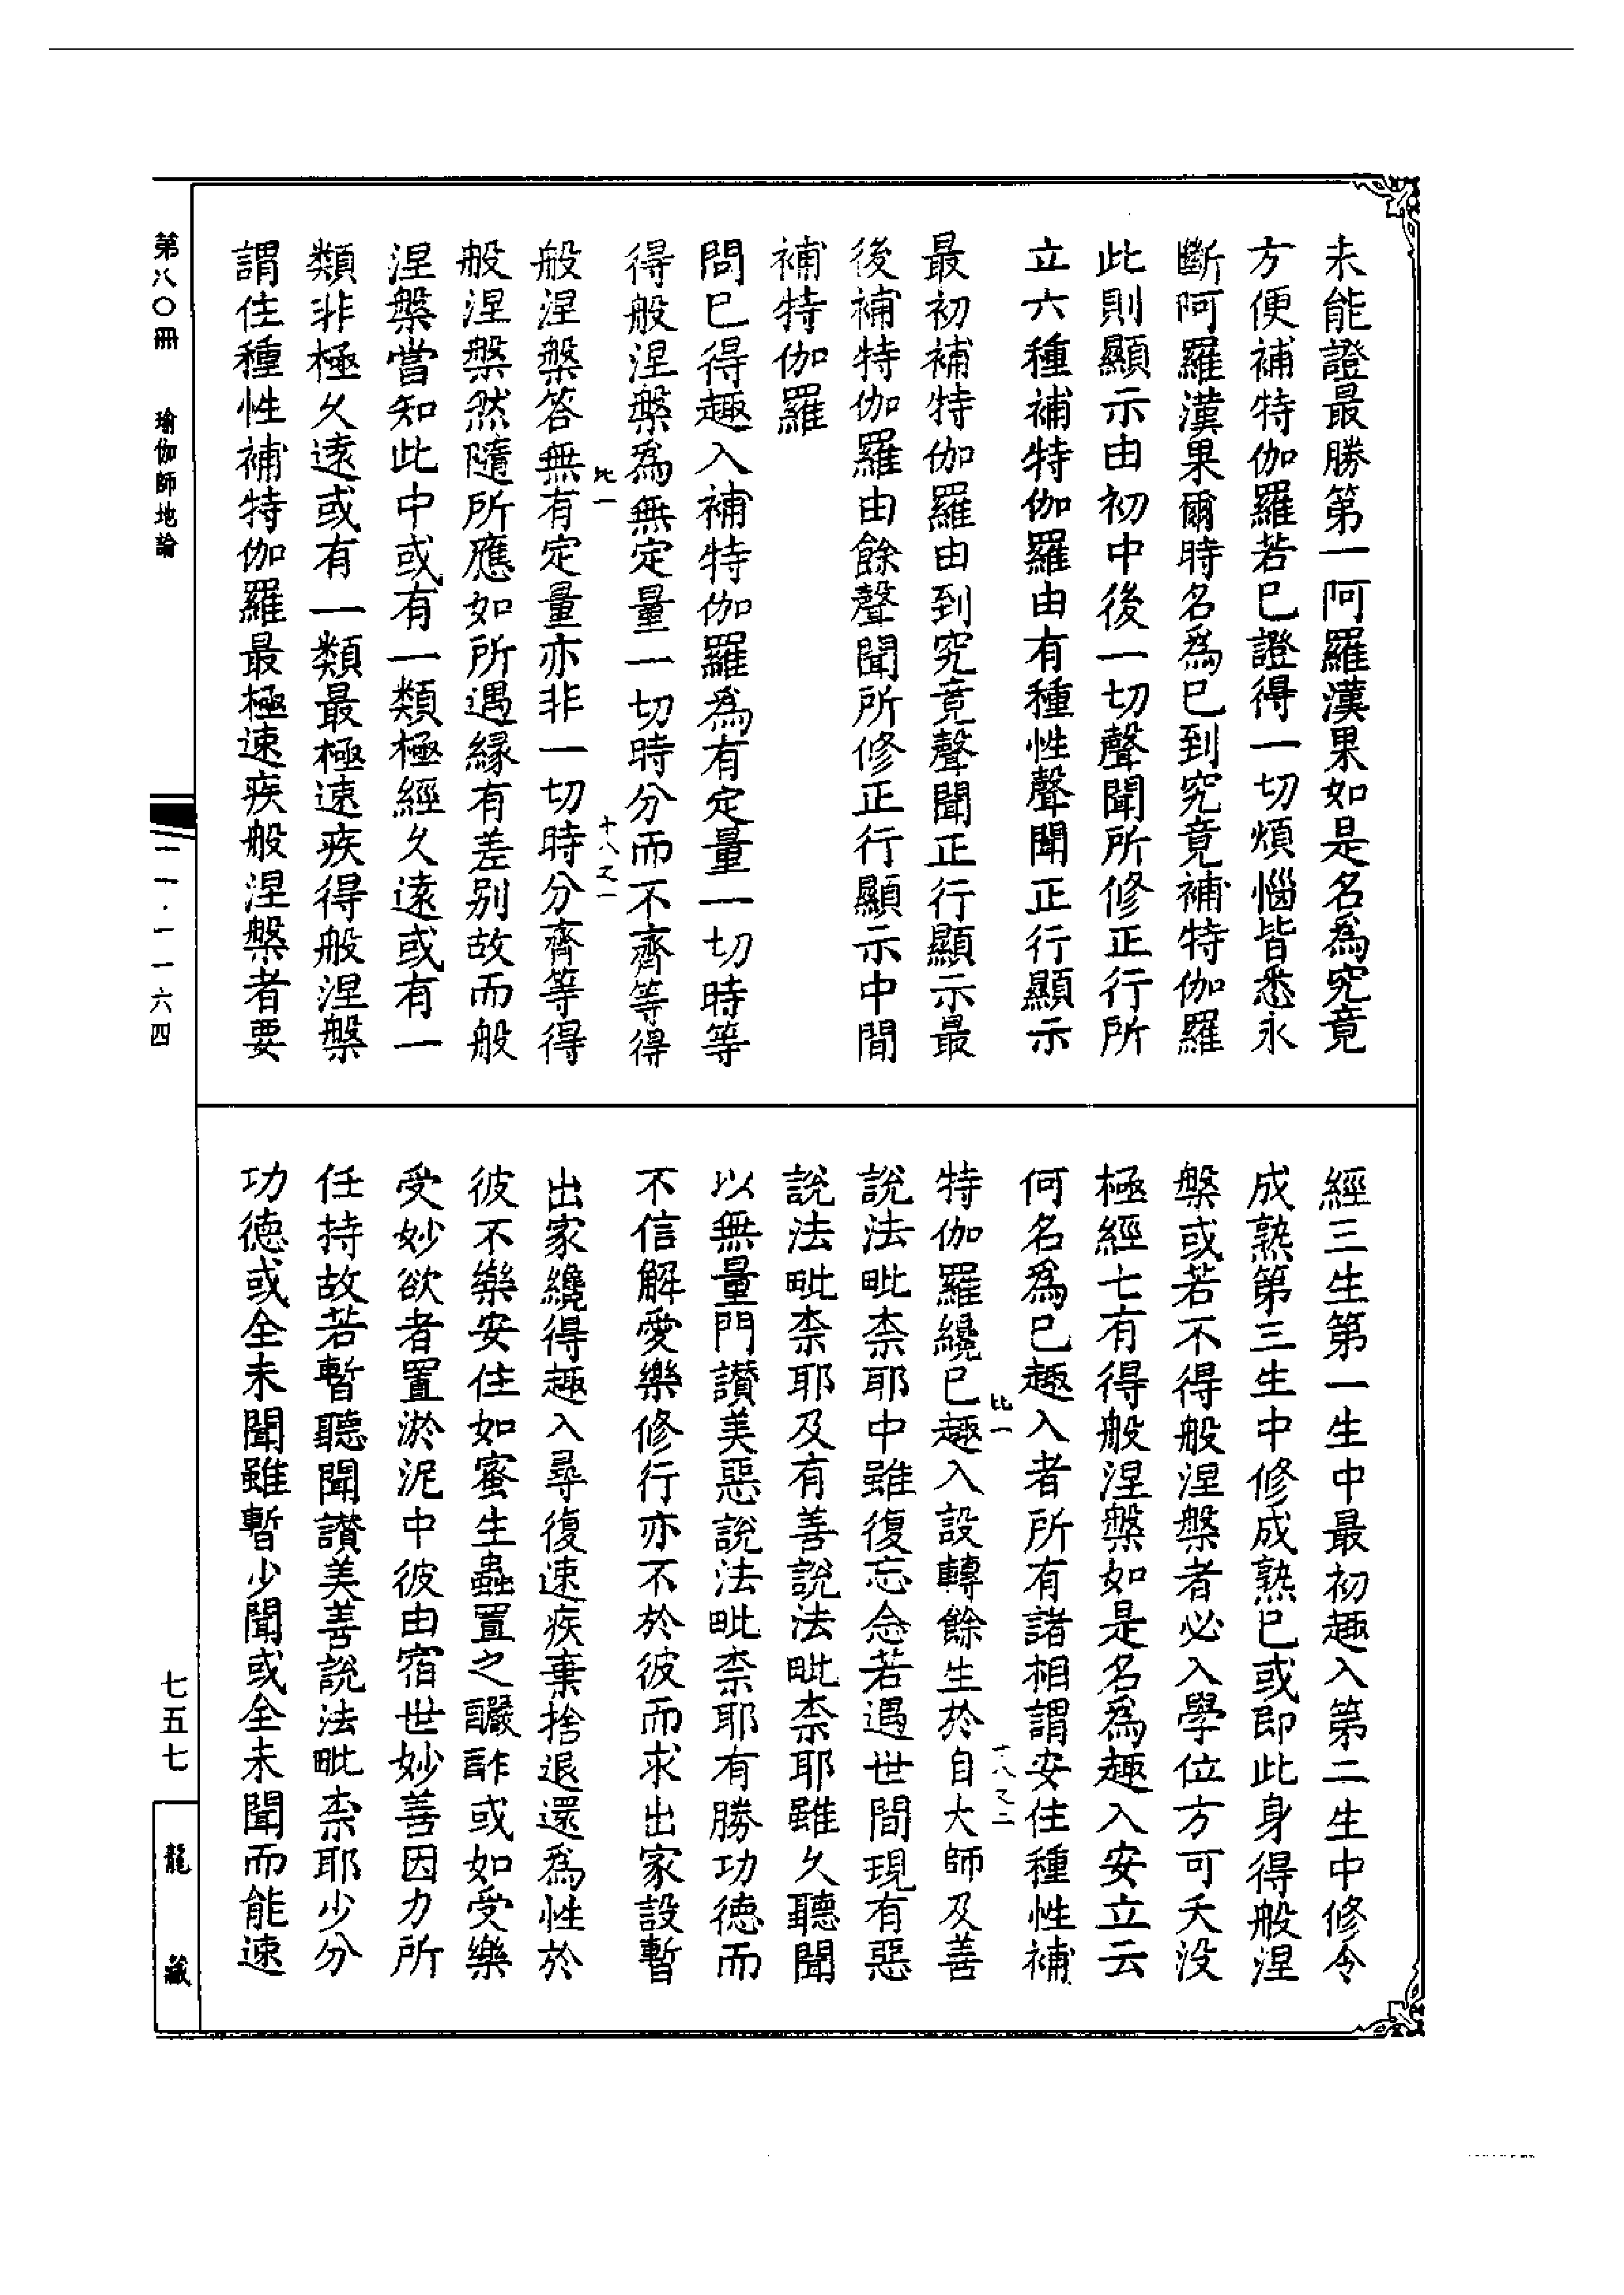 未能證最勝第一阿羅漢果如是名為究竟
方便補特伽羅若已證得一切煩惱皆悉永
斷阿羅漢果爾時名為已到究竟補特伽羅
此則顯示由初中後一切聲聞所修正行所
立六種補特伽羅由有種性聲聞正行顯示
最初補特伽羅由到究竟聲聞正行顯示最
後補特伽羅由餘聲聞所修正行顯示中間
補特伽羅
問已得趣入補特伽羅為有定量一切時等
得般涅槃為無定量一切時分而不齊等得
比一 十八之一
般涅槃答無有定量亦非一切時分齊等得
般涅槃然隨所應如所遇緣有差別故而般
涅槃當知此中或有一類極經久遠或有一
類非極久遠或有一類最極速疾得般涅槃
謂住種性補特伽羅最極速疾般涅槃者要
經三生第一生中最初趣入第二生中修令
成熟第三生中修成熟已或即此身得般涅
槃或若不得般涅槃者必入學位方可夭没
極經七有得般涅槃如是名為趣入安立云
何名為已趣入者所有諸相謂安住種性補
比一 十八之二
特伽羅纔已趣入設轉餘生於自大師及善
說法毗柰耶中雖復忘念若遇世間現有惡
說法毗柰耶及有善說法毗柰耶雖久聽聞
以無量門讃美惡說法毗柰耶有勝功德而
不信解愛樂修行亦不於彼而求出家設暫
出家纔得趣入尋復速疾棄捨退還為性於
彼不樂安住如蜜生蟲置之釅酢或如受樂
受妙欲者置淤泥中彼由宿世妙善因力所
任持故若暫聽聞讃美善說法毗柰耶少分
功德或全未聞雖暫少聞或全未聞而能速
第八〇冊 瑜伽師地論
一一六四
七五七
龍藏